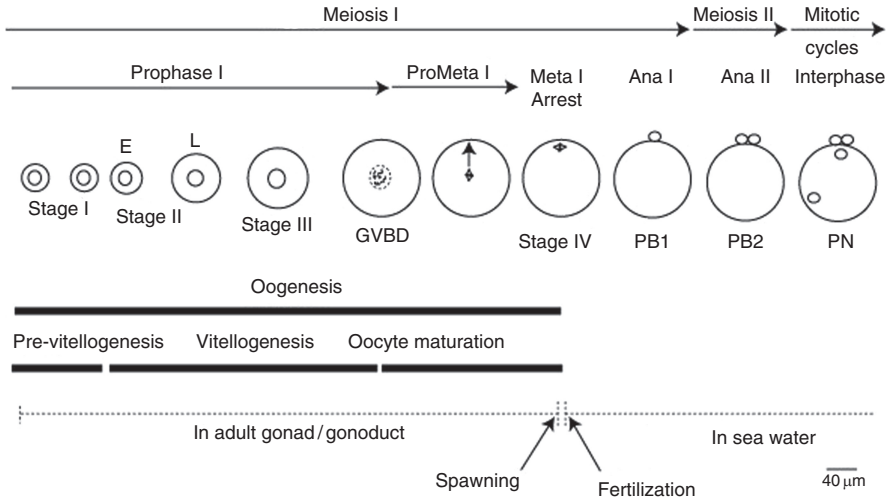 Meiosis I
Meiosis II
Mitotic
cycles
Prophase I
ProMeta I
Meta I
Arrest
Ana I
Ana II
Interphase
E
L
Stage I
Stage II
Stage III
GVBD
Stage IV
PB1
PB2
PN
Oogenesis
Pre-vitellogenesis
Vitellogenesis
Oocyte maturation
In adult gonad/gonoduct
In sea water
Spawning
Fertilization
40 μm